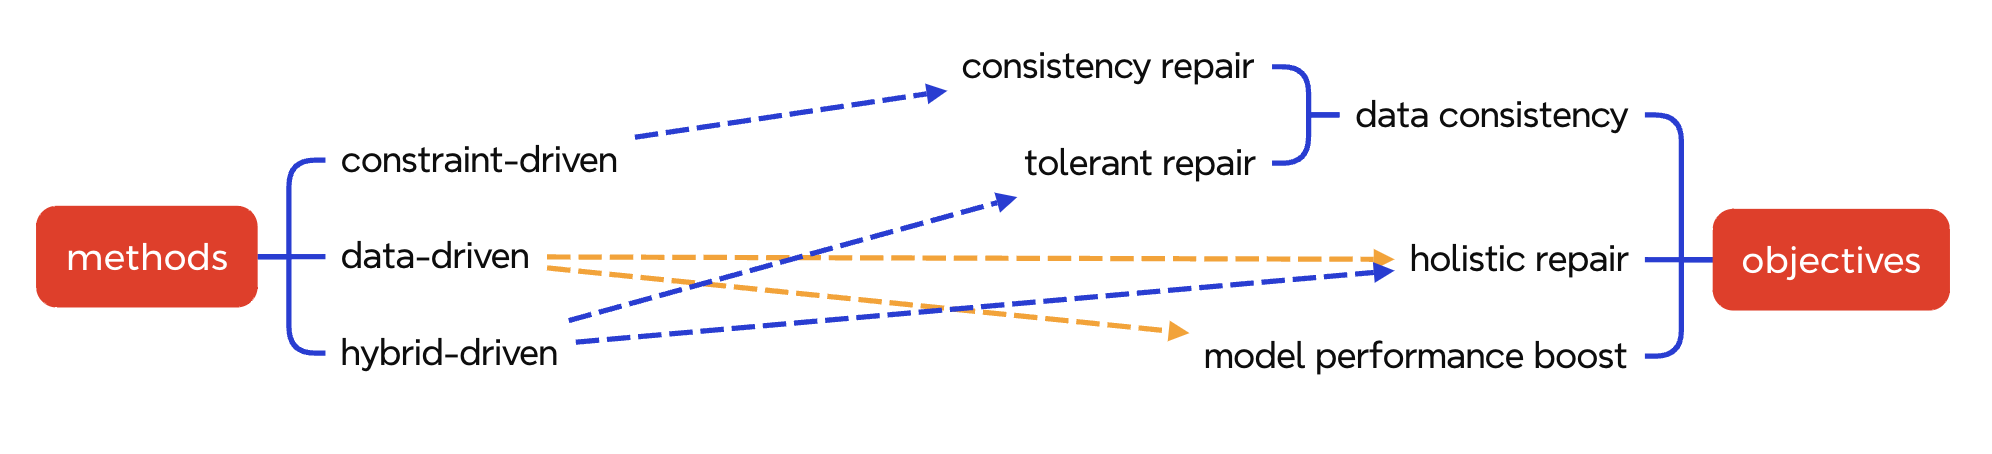 methods
constraint-driven
data-driven
hybrid-driven
consistency repair
tolerant repair
data consistency
holistic repair
model performance boost
objectives